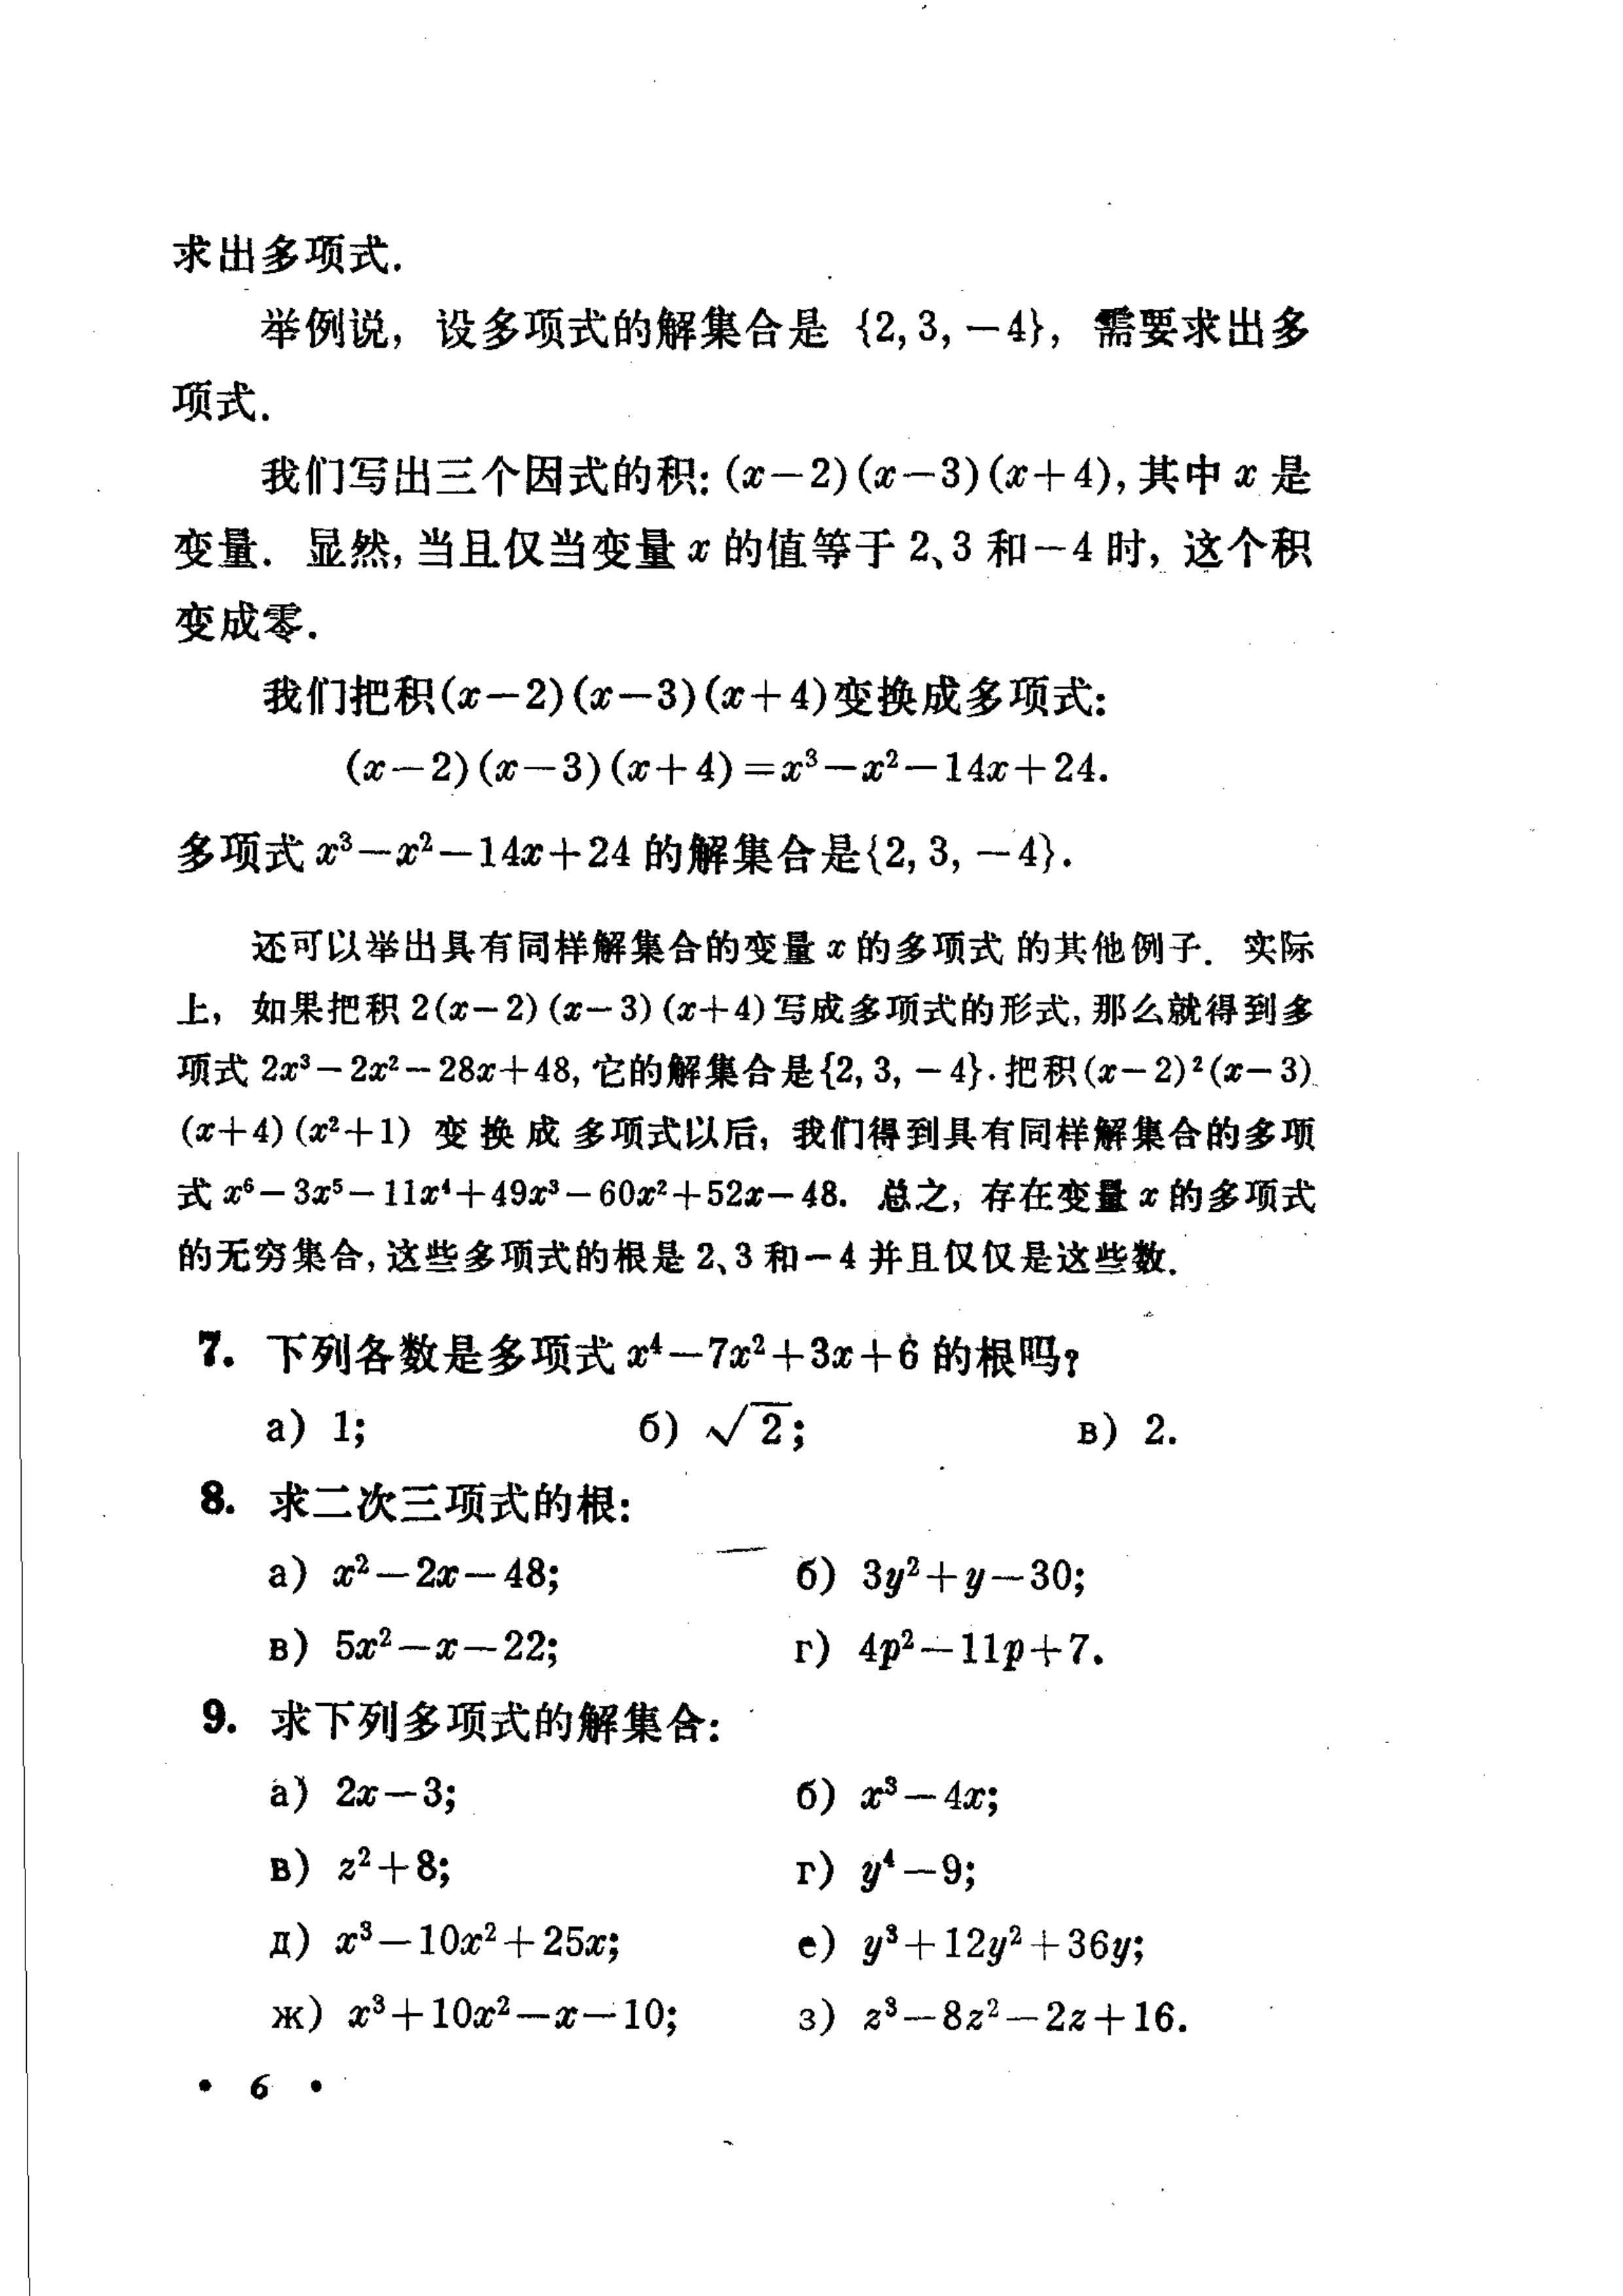 求出多项式.
举例说，设多项式的解集合是 {2, 3, －4}，需要求出多
项式.
我们写出三个因式的积: (x－2)(x－3)(x＋4), 其中 x 是
变量. 显然, 当且仅当变量 x 的值等于 2、3 和－4 时，这个积
变成零.
我们把积(x－2)(x－3)(x＋4)变换成多项式:
(x－2)(x－3)(x＋4)＝x³－x²－14x＋24.
多项式 x³－x²－14x＋24 的解集合是{2, 3, －4}.
还可以举出具有同样解集合的变量 x 的多项式的其他例子. 实际
上，如果把积 2(x－2)(x－3)(x＋4)写成多项式的形式, 那么就得到多
项式 2x³－2x²－28x＋48, 它的解集合是{2, 3, －4}. 把积(x－2)²(x－3)
(x＋4)(x²＋1) 变换成多项式以后，我们得到具有同样解集合的多项
式 x⁶－3x⁵－11x⁴＋49x³－60x²＋52x－48. 总之，存在变量 x 的多项式
的无穷集合, 这些多项式的根是 2、3 和－4 并且仅仅是这些数.
7. 下列各数是多项式 x⁴－7x²＋3x＋6 的根吗?
а) 1; б) √2; в) 2.
8. 求二次三项式的根:
а) x²－2x－48; б) 3y²＋y－30;
в) 5x²－x－22; г) 4p²－11p＋7.
9. 求下列多项式的解集合:
а) 2x－3; б) x³－4x;
в) z²＋8; г) y⁴－9;
д) x³－10x²＋25x; е) y³＋12y²＋36y;
ж) x³＋10x²－x－10; з) z³－8z²－2z＋16.
• 6 •